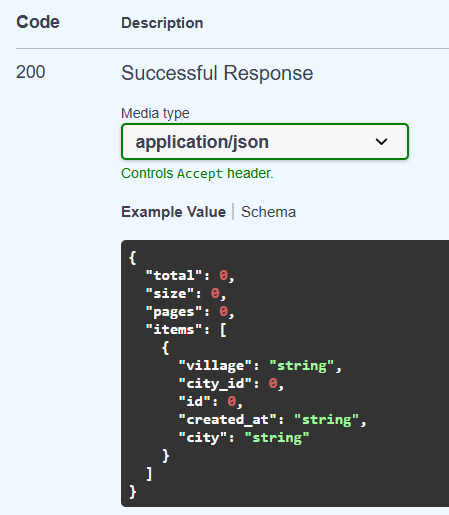 Code Description
200 Successful Response
Media type
application/json
Controls Accept header.
Example Value | Schema
{
  "total": 0,
  "size": 0,
  "pages": 0,
  "items": [
    {
      "village": "string",
      "city_id": 0,
      "id": 0,
      "created_at": "string",
      "city": "string"
    }
  ]
}